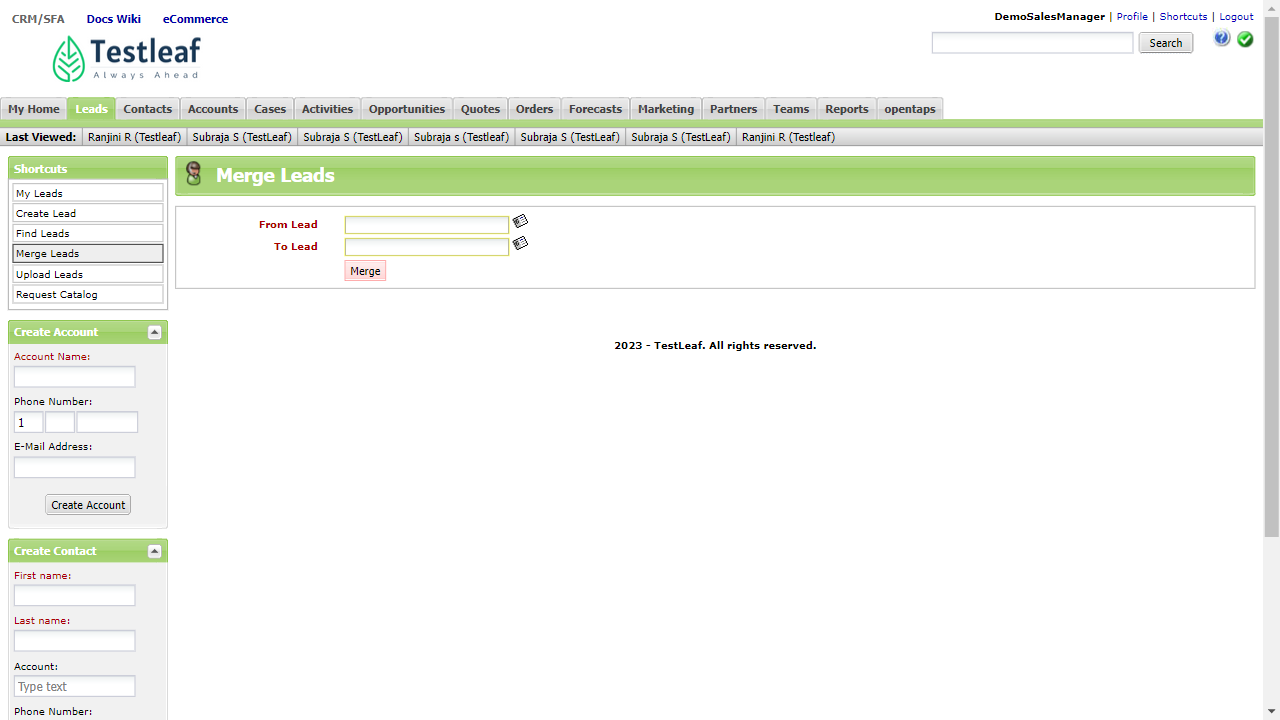 CRM/SFA Docs Wiki eCommerce
DemoSalesManager | Profile | Shortcuts | Logout
Testleaf
Always Ahead
Search
My Home Leads Contacts Accounts Cases Activities Opportunities Quotes Orders Forecasts Marketing Partners Teams Reports opentaps
Last Viewed: Ranjini R (Testleaf) Subraja S (TestLeaf) Subraja S (TestLeaf) Subraja s (Testleaf) Subraja S (TestLeaf) Subraja S (TestLeaf) Ranjini R (Testleaf)
Shortcuts
My Leads
Create Lead
Find Leads
Merge Leads
Upload Leads
Request Catalog
Merge Leads
From Lead
To Lead
Merge
2023 - TestLeaf. All rights reserved.
Create Account
Account Name:
Phone Number:
1
E-Mail Address:
Create Account
Create Contact
First name:
Last name:
Account:
Type text
Phone Number: